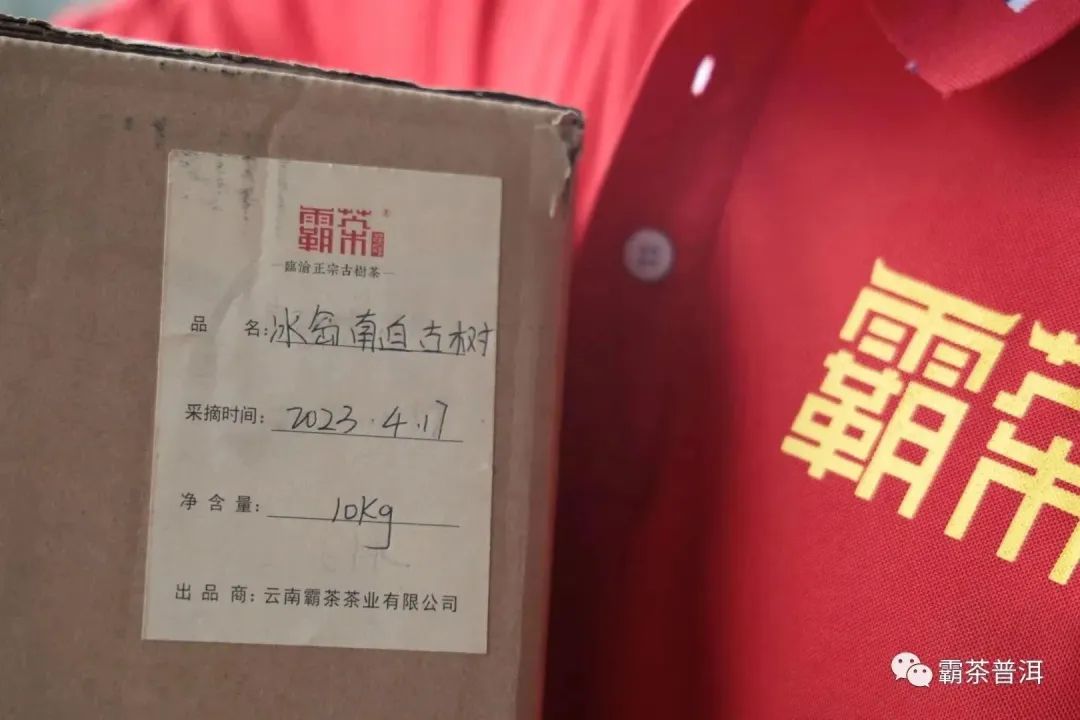 霸茶
臨滄正宗古樹茶
品 名:冰岛南迫古树
采摘时间:2023.4.17
净含量:10Kg
出品商:云南霸茶茶业有限公司
霸茶
霸茶普洱